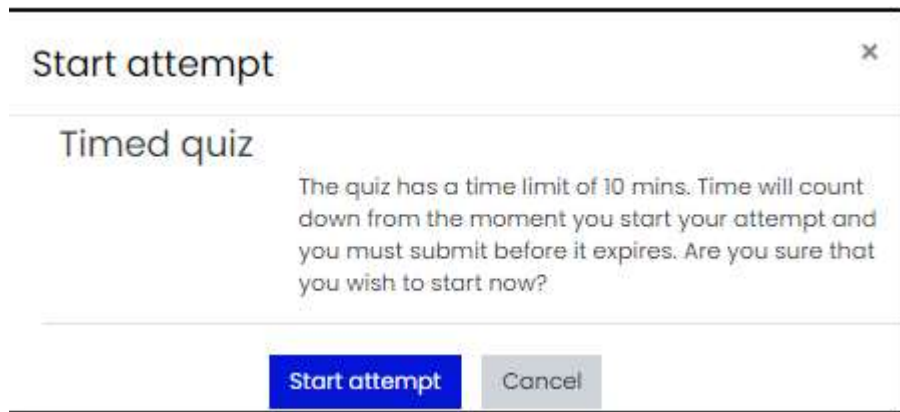 Start attempt ×
Timed quiz
The quiz has a time limit of 10 mins. Time will count
down from the moment you start your attempt and
you must submit before it expires. Are you sure that
you wish to start now?
Start attempt Cancel